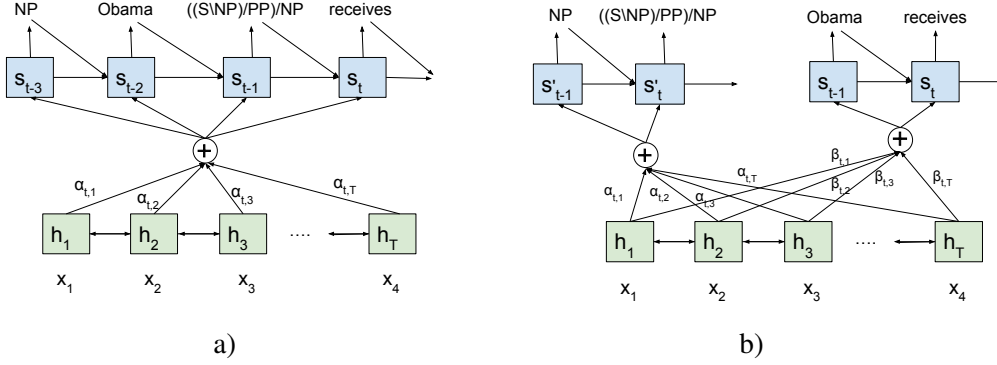 NP Obama ((S\NP)/PP)/NP receives
s_{t-3} s_{t-2} s_{t-1} s_t
+
α_{t,1} α_{t,2} α_{t,3} α_{t,T}
h_1 h_2 h_3 .... h_T
x_1 x_2 x_3 x_4
a)
NP ((S\NP)/PP)/NP Obama receives
s'_{t-1} s'_t s_{t-1} s_t
+ +
α_{t,1} α_{t,2} α_{t,3} α_{t,T} β_{t,1} β_{t,2} β_{t,3} β_{t,T}
h_1 h_2 h_3 .... h_T
x_1 x_2 x_3 x_4
b)